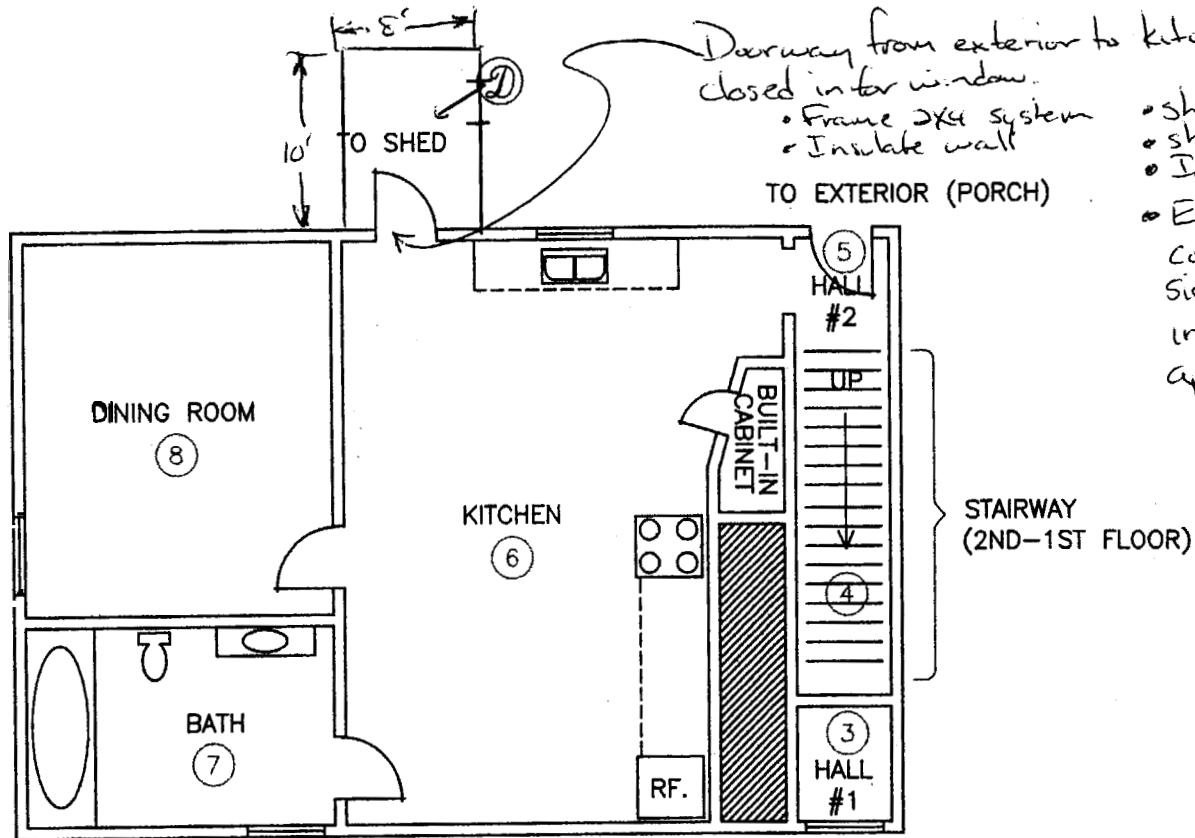 8'
Doorway from exterior to
closed in for window.
• Frame 2x4 system
• Insulate wall
10'
TO SHED
D
TO EXTERIOR (PORCH)
5
HALL
#2
UP
DINING ROOM
8
BUILT-IN
CABINET
KITCHEN
6
STAIRWAY
(2ND-1ST FLOOR)
4
BATH
7
3
HALL
#1
RF.